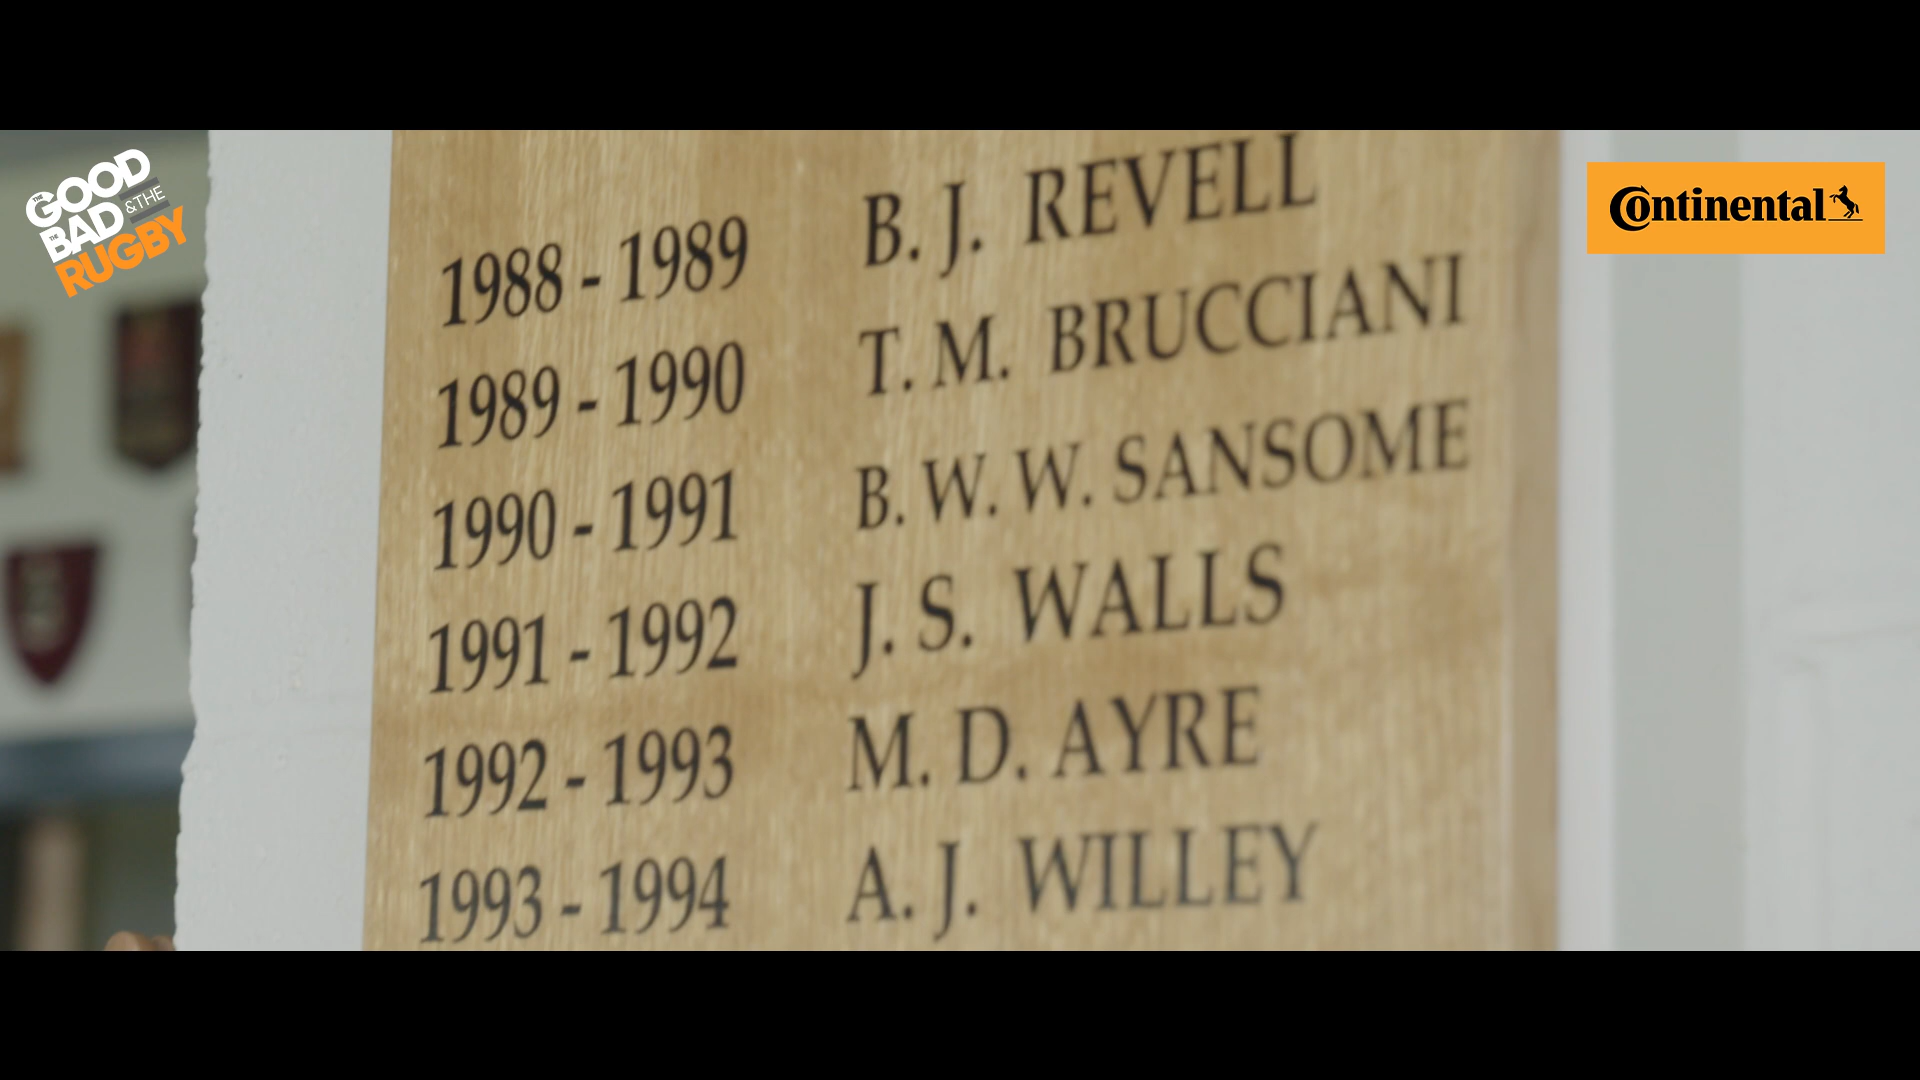 THE GOOD
THE BAD & THE
RUGBY
Continental
1988 - 1989 B. J. REVELL
1989 - 1990 T. M. BRUCCIANI
1990 - 1991 B. W. W. SANSOME
1991 - 1992 J. S. WALLS
1992 - 1993 M. D. AYRE
1993 - 1994 A. J. WILLEY